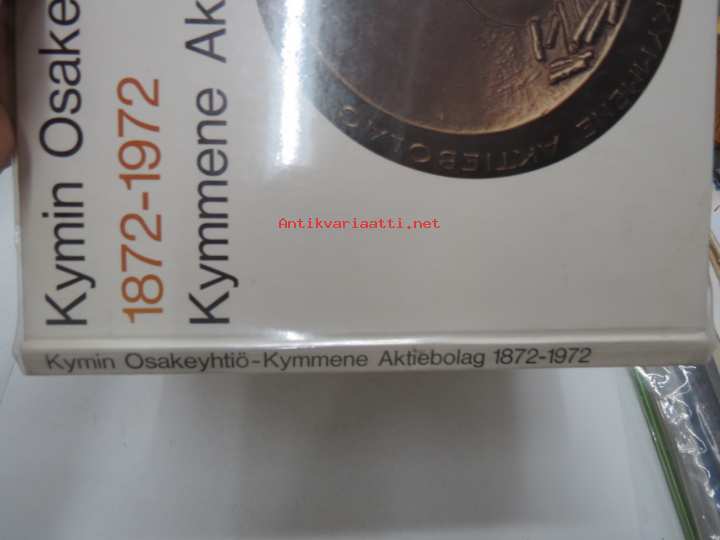 Kymin Osake
1872-1972
Kymmene Ak
KYMMENE AKTIEBOLAG
Antikvariaatti.net
Kymin Osakeyhtiö-Kymmene Aktiebolag 1872-1972